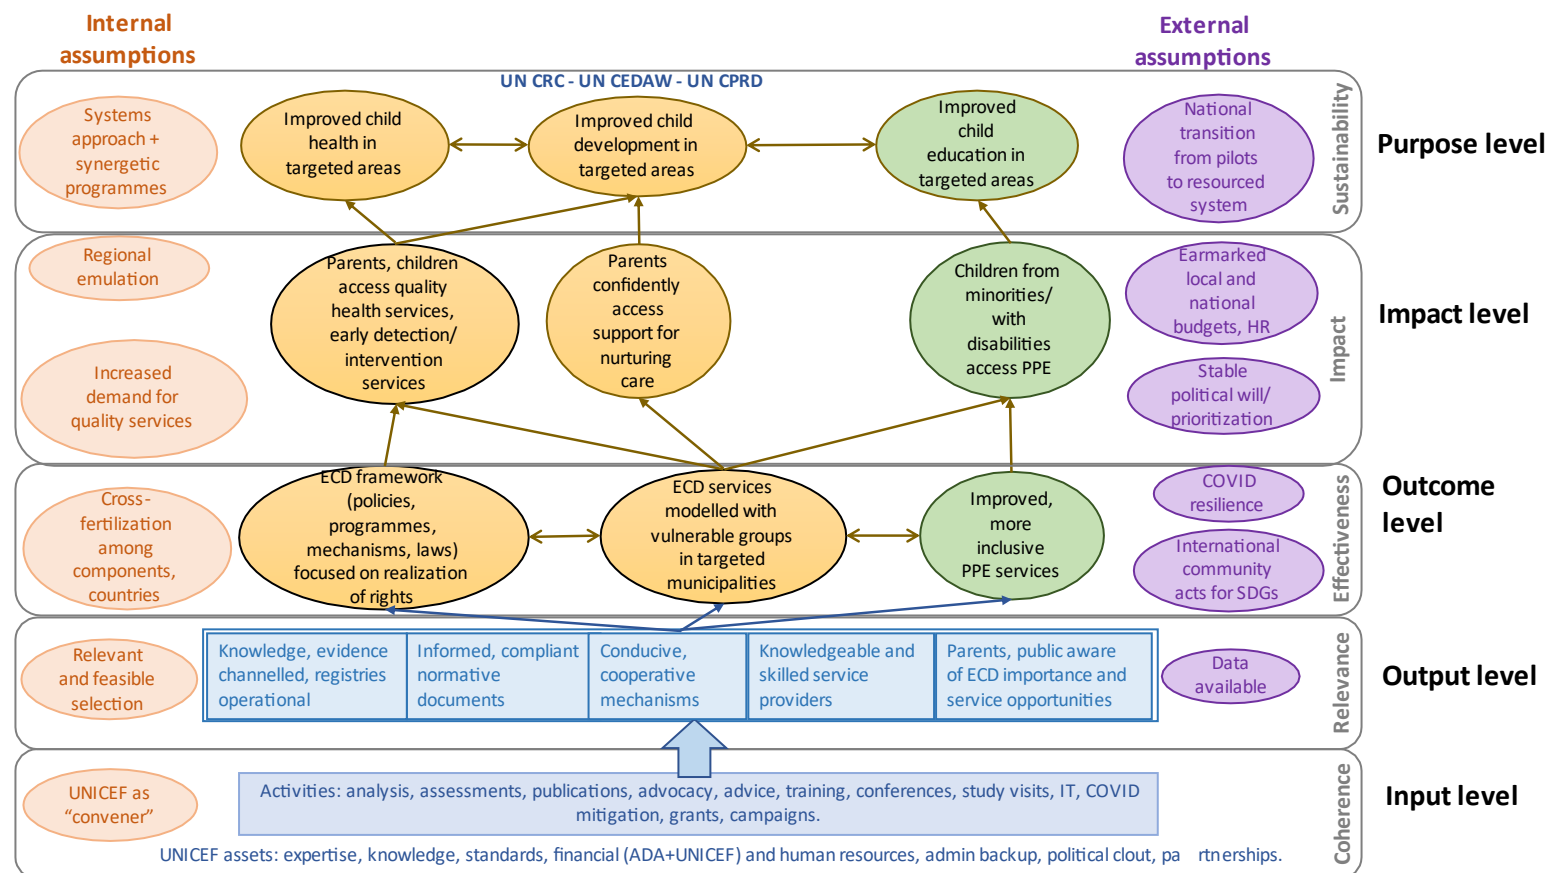 Internal
assumptions
External
assumptions
UN CRC - UN CEDAW - UN CPRD
Systems
approach +
synergetic
programmes
Improved child
health in
targeted areas
Improved child
development in
targeted areas
Improved
child
education in
targeted areas
National
transition
from pilots
to resourced
system
Sustainability
Purpose level
Regional
emulation
Increased
demand for
quality services
Parents, children
access quality
health services,
early detection/
intervention
services
Parents
confidently
access
support for
nurturing
care
Children from
minorities/
with
disabilities
access PPE
Earmarked
local and
national
budgets, HR
Stable
political will/
prioritization
Impact
Impact level
Cross-
fertilization
among
components,
countries
ECD framework
(policies,
programmes,
mechanisms, laws)
focused on realization
of rights
ECD services
modelled with
vulnerable groups
in targeted
municipalities
Improved,
more
inclusive
PPE services
COVID
resilience
International
community
acts for SDGs
Effectiveness
Outcome
level
Relevant
and feasible
selection
Knowledge, evidence
channelled, registries
operational
Informed, compliant
normative
documents
Conducive,
cooperative
mechanisms
Knowledgeable and
skilled service
providers
Parents, public aware
of ECD importance and
service opportunities
Data
available
Relevance
Output level
UNICEF as
“convener”
Activities: analysis, assessments, publications, advocacy, advice, training, conferences, study visits, IT, COVID
mitigation, grants, campaigns.
UNICEF assets: expertise, knowledge, standards, financial (ADA+UNICEF) and human resources, admin backup, political clout, pa rtnerships.
Coherence
Input level